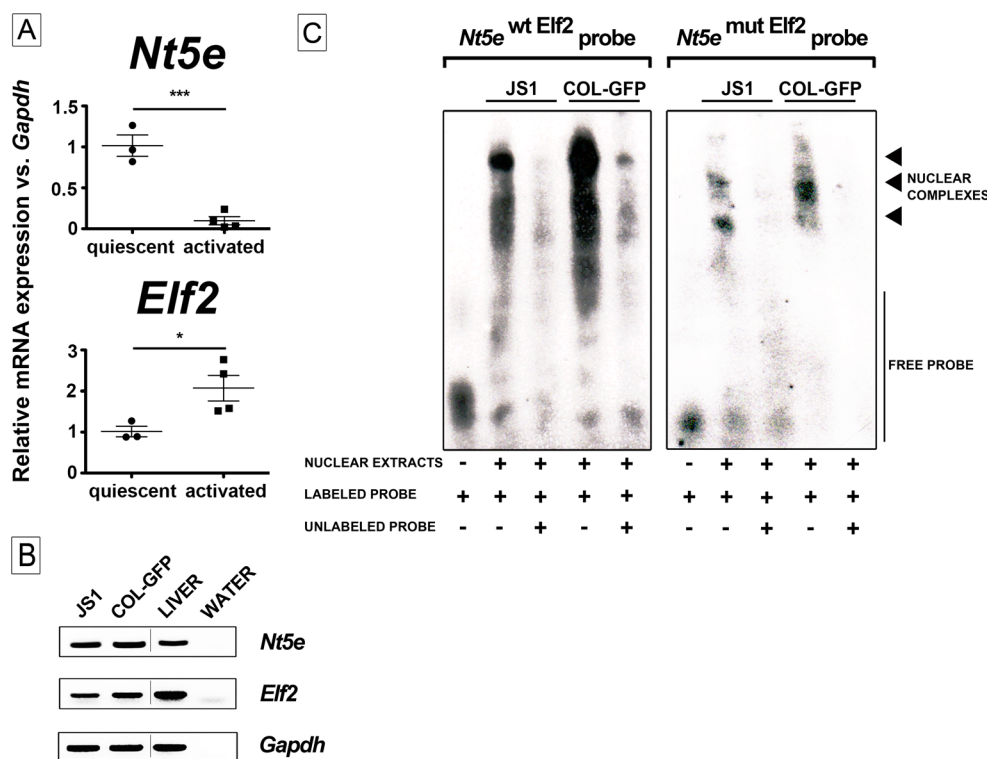 A
Nt5e
***
1.5
1
0.5
0
quiescent activated
Elf2
*
3
2
1
0
quiescent activated
Relative mRNA expression vs. Gapdh
B
JS1 COL-GFP LIVER WATER
Nt5e
Elf2
Gapdh
C
Nt5e wt Elf2 probe Nt5e mut Elf2 probe
JS1 COL-GFP JS1 COL-GFP
NUCLEAR
COMPLEXES
FREE PROBE
NUCLEAR EXTRACTS - + + + + - + + + +
LABELED PROBE + + + + + + + + + +
UNLABELED PROBE - - + - + - - + - +